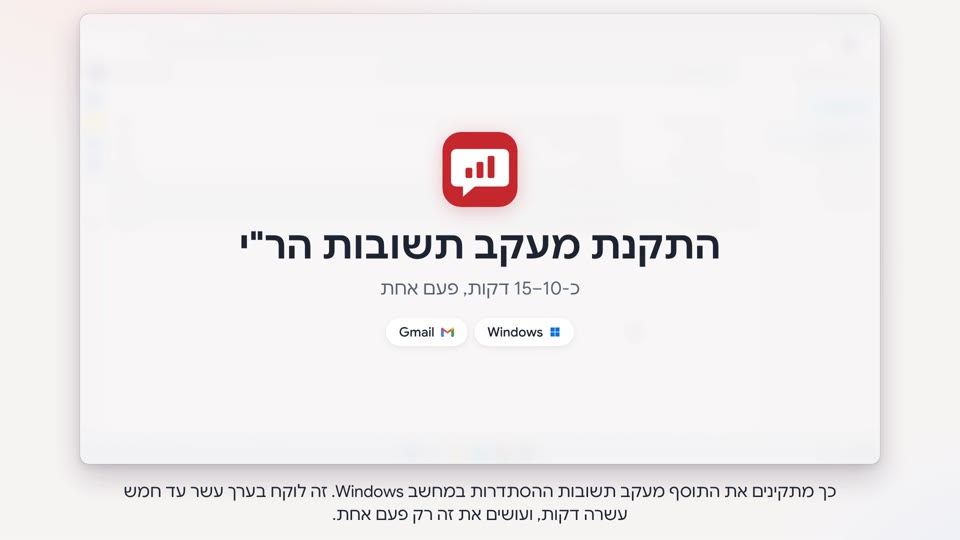 התקנת מעקב תשובות הר"י
כ-10–15 דקות, פעם אחת
Windows
Gmail
כך מתקינים את התוסף מעקב תשובות ההסתדרות במחשב Windows. זה לוקח בערך עשר עד חמש
עשרה דקות, ועושים את זה רק פעם אחת.